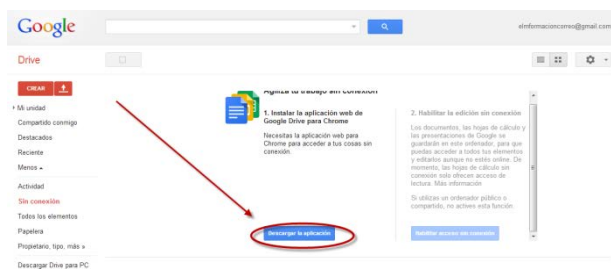 Google
elmformacioncorreo@gmail.com
Drive
CREAR
Mi unidad
Compartido conmigo
Destacados
Reciente
Menos
Actividad
Sin conexión
Todos los elementos
Papelera
Propietario, tipo, más »
Descargar Drive para PC
Agiliza tu trabajo sin conexión
1. Instalar la aplicación web de
Google Drive para Chrome
Necesitas la aplicación web para
Chrome para acceder a tus cosas sin
conexión.
Descargar la aplicación
2. Habilitar la edición sin conexión
Los documentos, las hojas de cálculo y
las presentaciones de Google se
guardarán en este ordenador, para que
puedas acceder a todos tus elementos
y editarlos aunque no estés online. De
momento, las hojas de cálculo sin
conexión solo ofrecen acceso de
lectura. Más información
Si utilizas un ordenador público o
compartido, no actives esta función
Habilitar acceso sin conexión